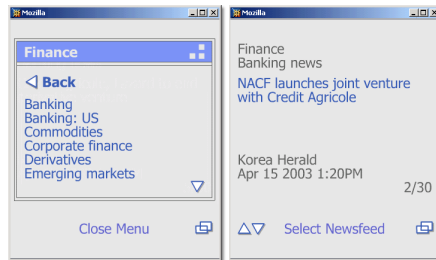 Mozilla
Finance
Back
Banking
Banking: US
Commodities
Corporate finance
Derivatives
Emerging markets
Close Menu
Mozilla
Finance
Banking news
NACF launches joint venture
with Credit Agricole
Korea Herald
Apr 15 2003 1:20PM
2/30
Select Newsfeed